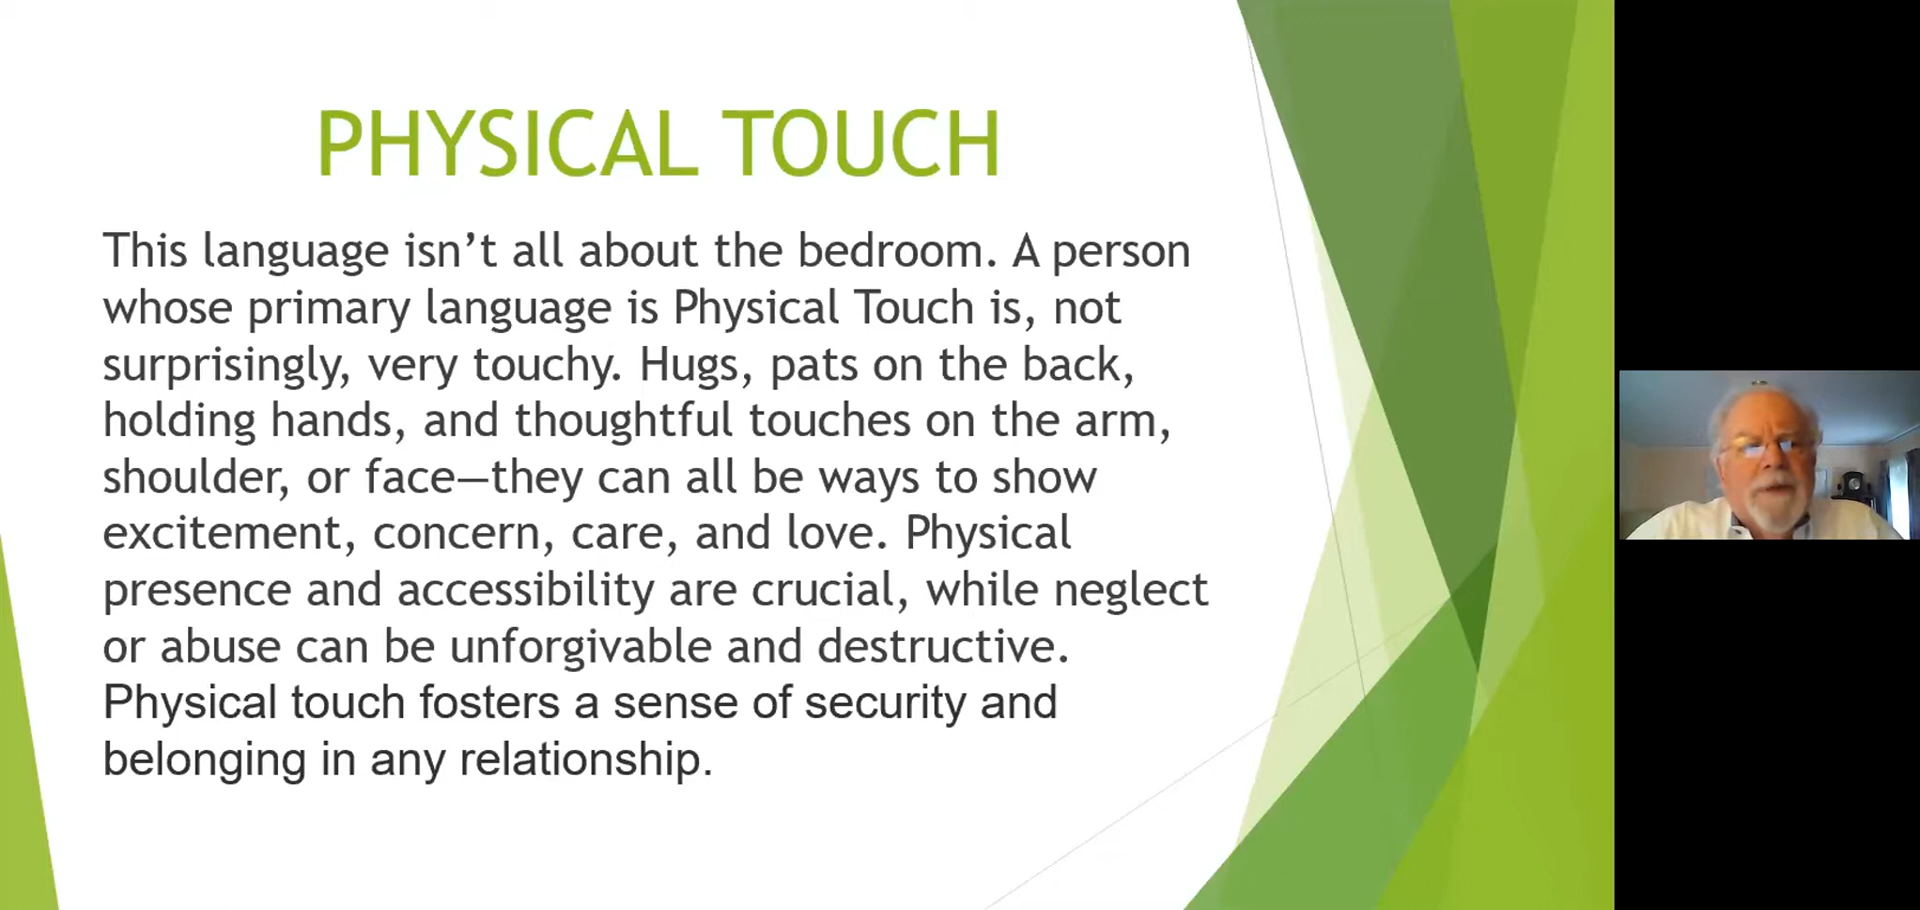 PHYSICAL TOUCH
This language isn’t all about the bedroom. A person
whose primary language is Physical Touch is, not
surprisingly, very touchy. Hugs, pats on the back,
holding hands, and thoughtful touches on the arm,
shoulder, or face—they can all be ways to show
excitement, concern, care, and love. Physical
presence and accessibility are crucial, while neglect
or abuse can be unforgivable and destructive.
Physical touch fosters a sense of security and
belonging in any relationship.